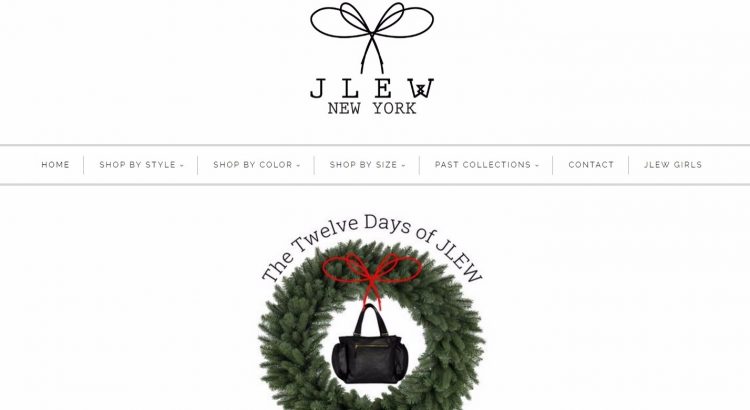 JLEW
NEW YORK
HOME
SHOP BY STYLE
SHOP BY COLOR
SHOP BY SIZE
PAST COLLECTIONS
CONTACT
JLEW GIRLS
The Twelve Days of JLEW